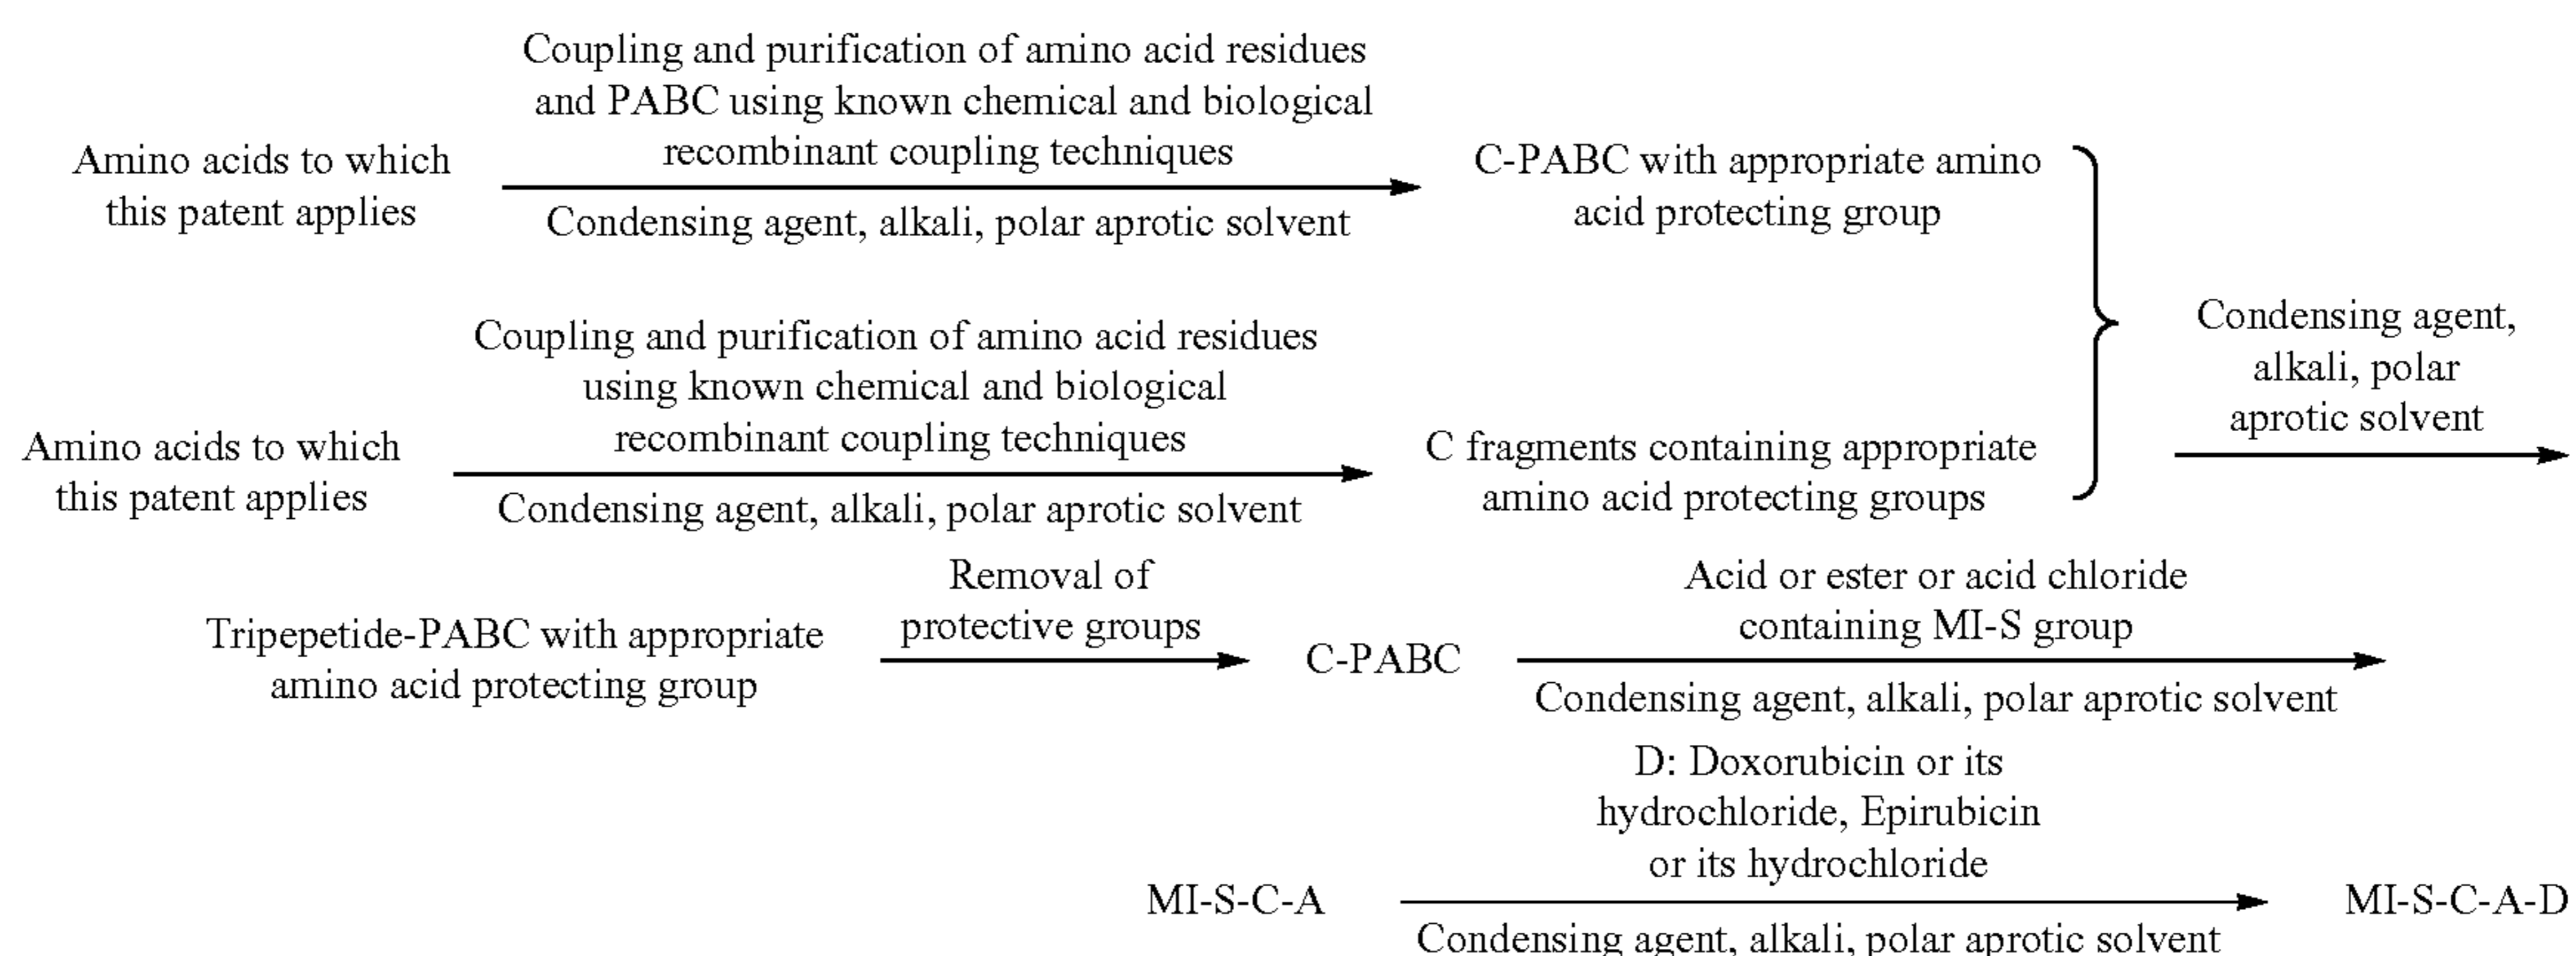 Coupling and purification of amino acid residues
and PABC using known chemical and biological
recombinant coupling techniques
Amino acids to which
this patent applies
Condensing agent, alkali, polar aprotic solvent
C-PABC with appropriate amino
acid protecting group
Coupling and purification of amino acid residues
using known chemical and biological
recombinant coupling techniques
Amino acids to which
this patent applies
Condensing agent, alkali, polar aprotic solvent
C fragments containing appropriate
amino acid protecting groups
Condensing agent,
alkali, polar
aprotic solvent
Tripepetide-PABC with appropriate
amino acid protecting group
Removal of
protective groups
C-PABC
Acid or ester or acid chloride
containing MI-S group
Condensing agent, alkali, polar aprotic solvent
MI-S-C-A
D: Doxorubicin or its
hydrochloride, Epirubicin
or its hydrochloride
Condensing agent, alkali, polar aprotic solvent
MI-S-C-A-D